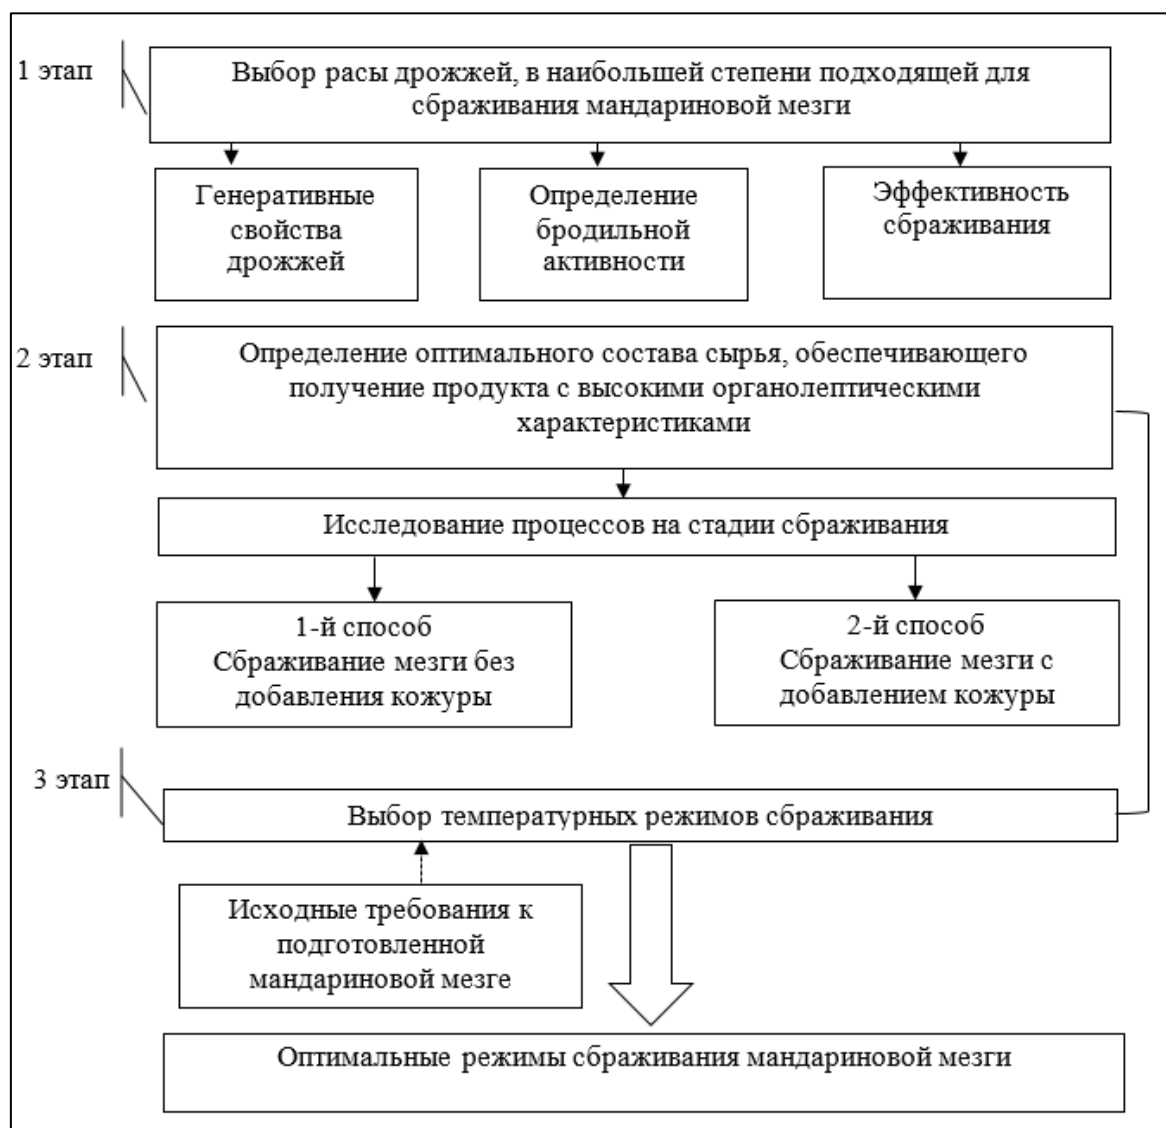 1 этап
Выбор расы дрожжей, в наибольшей степени подходящей для
сбраживания мандариновой мезги
Генеративные
свойства
дрожжей
Определение
бродильной
активности
Эффективность
сбраживания
2 этап
Определение оптимального состава сырья, обеспечивающего
получение продукта с высокими органолептическими
характеристиками
Исследование процессов на стадии сбраживания
1-й способ
Сбраживание мезги без
добавления кожуры
2-й способ
Сбраживание мезги с
добавлением кожуры
3 этап
Выбор температурных режимов сбраживания
Исходные требования к
подготовленной
мандариновой мезге
Оптимальные режимы сбраживания мандариновой мезги